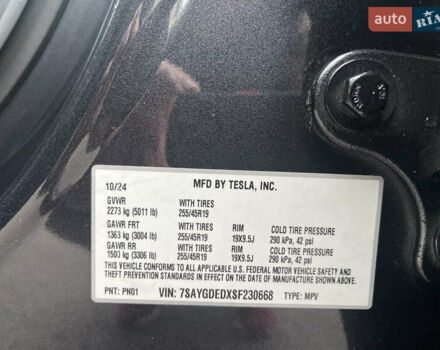 auto RIA
10/24 MFD BY TESLA, INC.
GVWR WITH TIRES
2273 kg (5011 lb) 255/45R19
GAWR FRT WITH TIRES RIM COLD TIRE PRESSURE
1363 kg (3004 lb) 255/45R19 19X9.5J 290 kPa, 42 psi
GAWR RR WITH TIRES RIM COLD TIRE PRESSURE
1500 kg (3306 lb) 255/45R19 19X9.5J 290 kPa, 42 psi
THIS VEHICLE CONFORMS TO ALL APPLICABLE U.S. FEDERAL MOTOR VEHICLE SAFETY AND
THEFT PREVENTION STANDARDS IN EFFECT ON THE DATE OF MANUFACTURE SHOWN ABOVE.
PNT: PN01 VIN: 7SAYGDEDXSF230668 TYPE: MPV